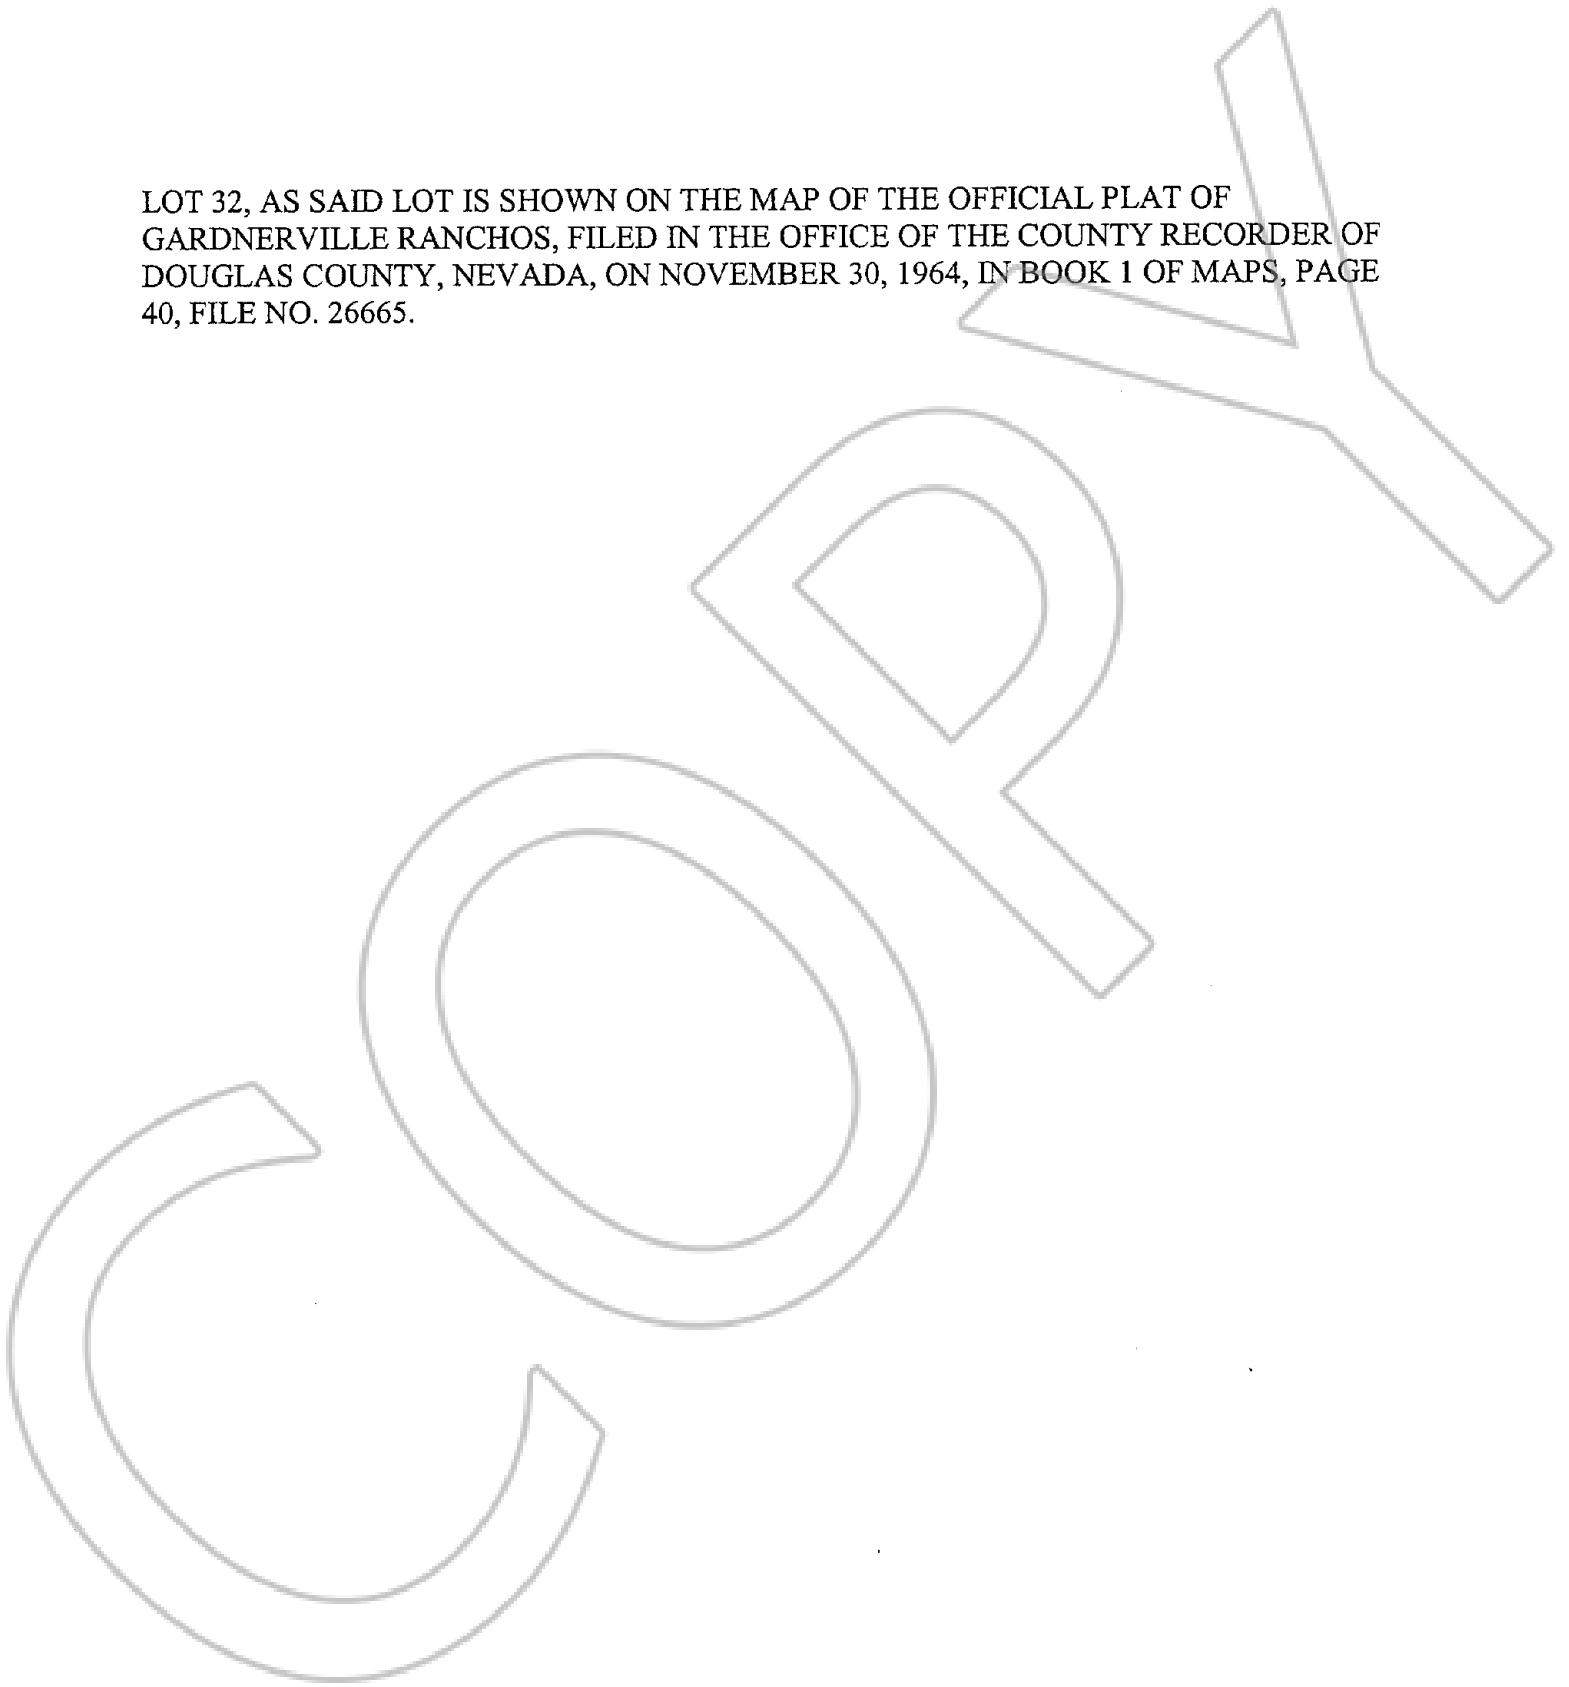 LOT 32, AS SAID LOT IS SHOWN ON THE MAP OF THE OFFICIAL PLAT OF
GARDNERVILLE RANCHOS, FILED IN THE OFFICE OF THE COUNTY RECORDER OF
DOUGLAS COUNTY, NEVADA, ON NOVEMBER 30, 1964, IN BOOK 1 OF MAPS, PAGE
40, FILE NO. 26665.
COPY